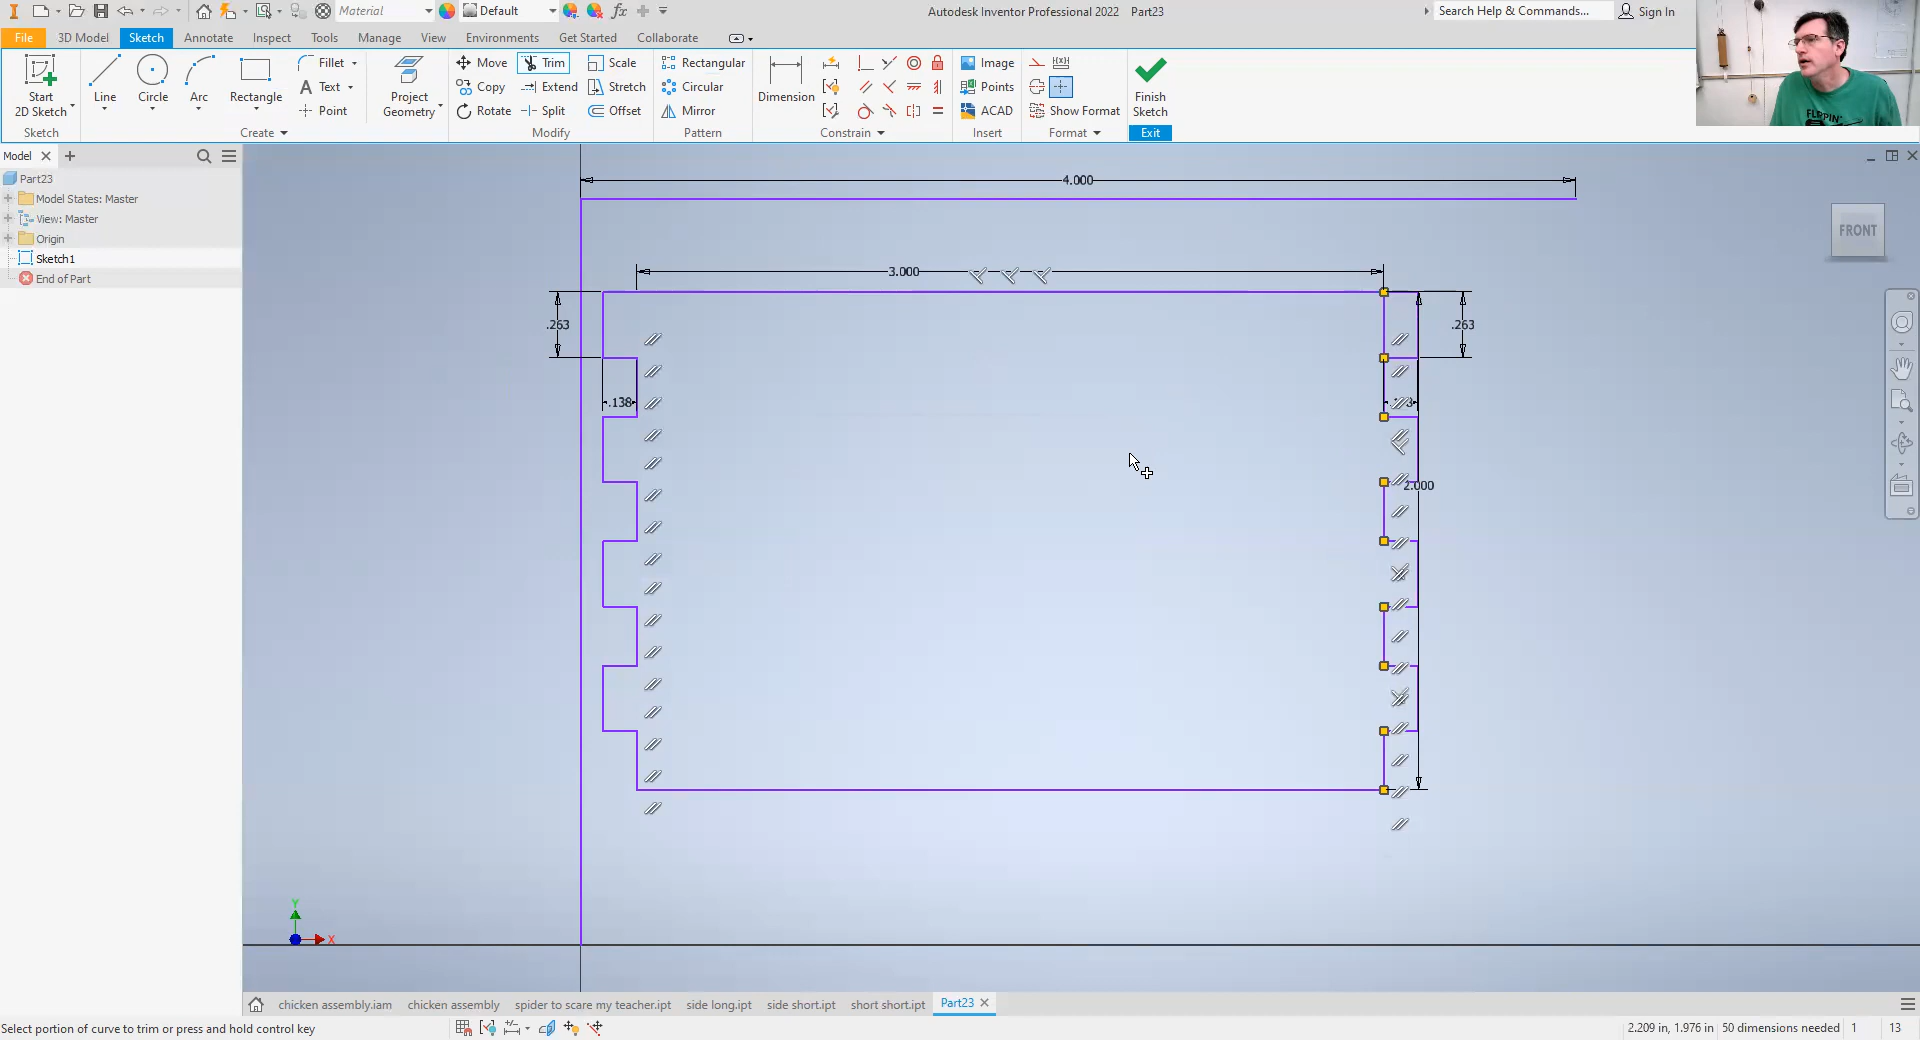 Material
Default
fx
Autodesk Inventor Professional 2022 Part23
Search Help & Commands...
Sign In
File 3D Model Sketch Annotate Inspect Tools Manage View Environments Get Started Collaborate
Start
2D Sketch
Line
Circle
Arc
Rectangle
Fillet
Text
Point
Project
Geometry
Move
Copy
Rotate
Trim
Extend
Split
Scale
Stretch
Offset
Rectangular
Circular
Mirror
Dimension
Image
Points
ACAD
Show Format
Finish
Sketch
Sketch Create Modify Pattern Constrain Insert Format Exit
FLIPPIN'
Model
Part23
Model States: Master
View: Master
Origin
Sketch1
End of Part
4.000
3.000
.263
.263
.138
2.000
FRONT
Y
X
chicken assembly.iam chicken assembly spider to scare my teacher.ipt side long.ipt side short.ipt short short.ipt Part23
Select portion of curve to trim or press and hold control key
2.209 in, 1.976 in 50 dimensions needed 1 13